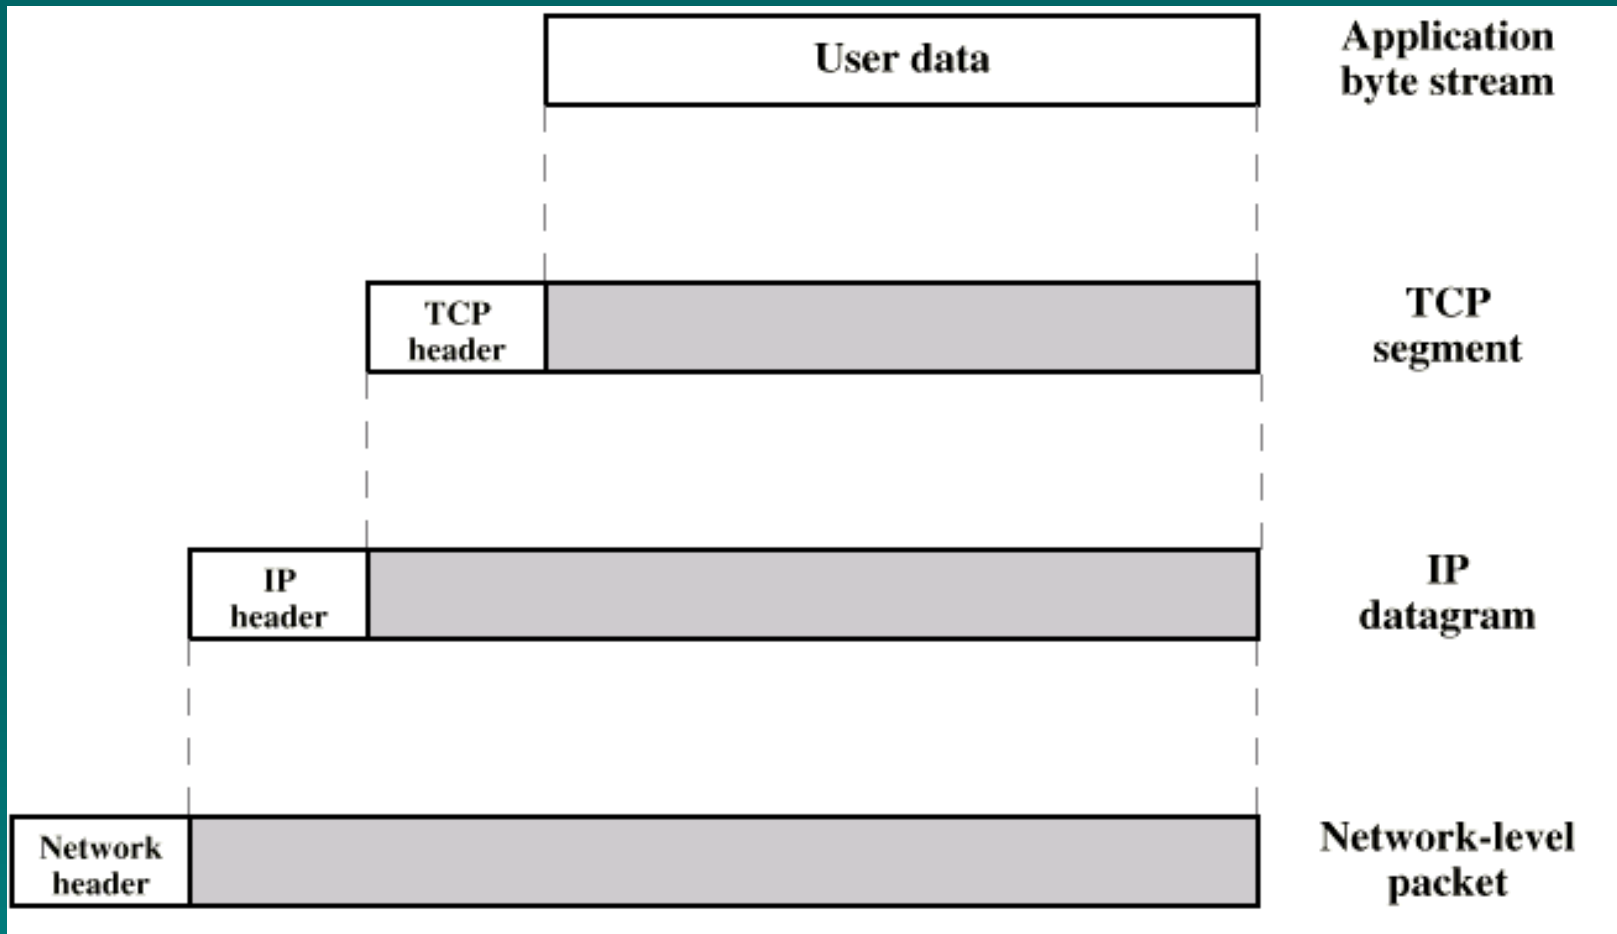 User data
Application
byte stream
TCP
header
TCP
segment
IP
header
IP
datagram
Network
header
Network-level
packet